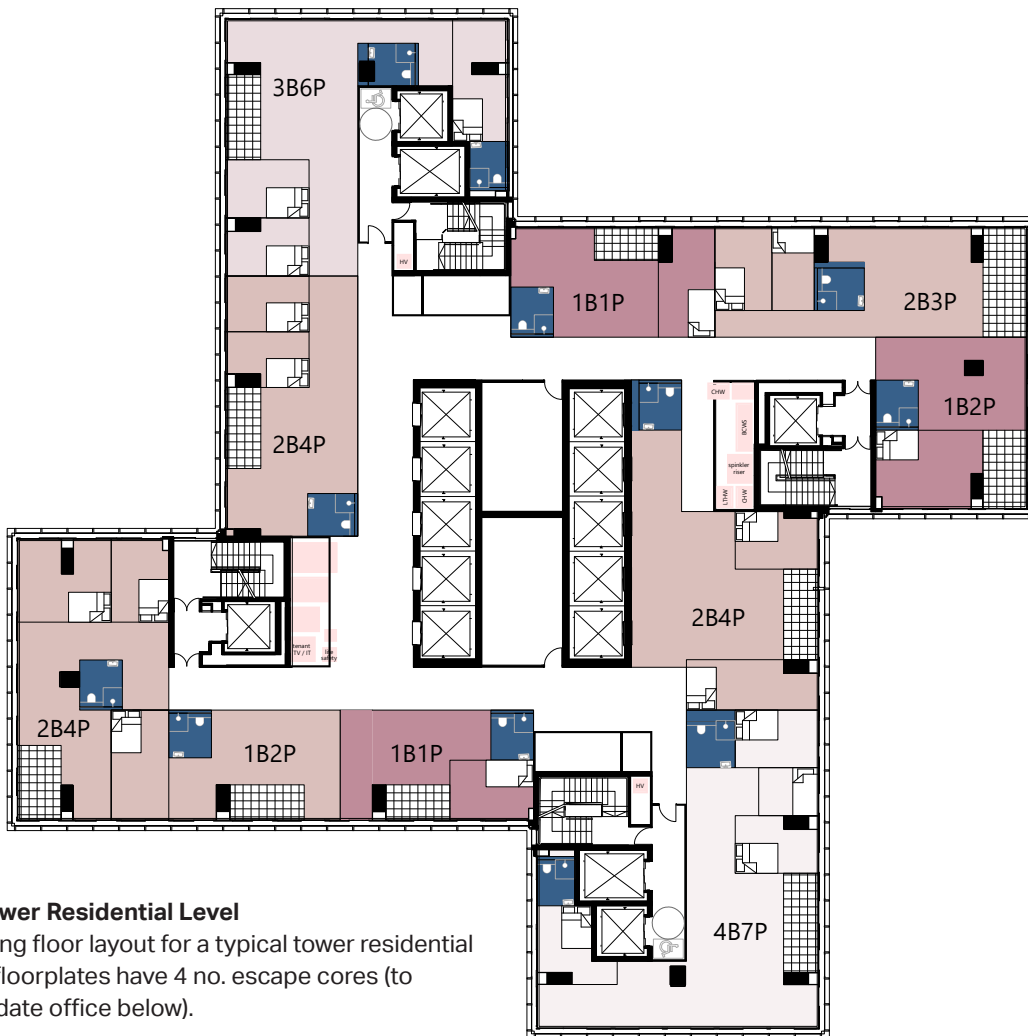 3B6P
HV
1B1P
2B3P
1B2P
CHW
BCWS
spinkler
riser
LTHW
CHW
2B4P
2B4P
tenant
TV / IT
life
safety
2B4P
1B2P
1B1P
HV
4B7P
wer Residential Level
ng floor layout for a typical tower residential
floorplates have 4 no. escape cores (to
date office below).